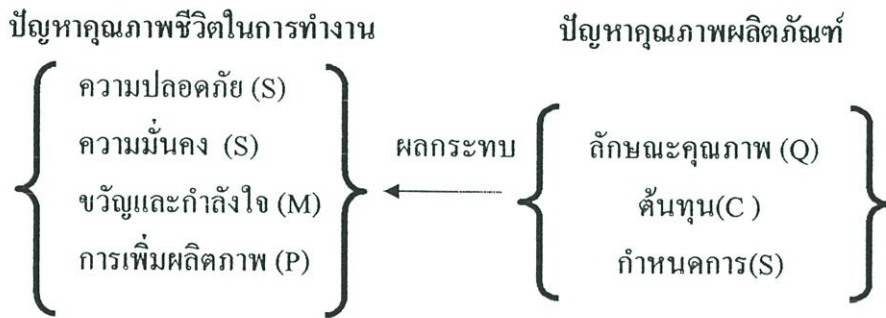 ปัญหาคุณภาพชีวิตในการทำงาน
ความปลอดภัย (S)
ความมั่นคง (S)
ขวัญและกำลังใจ (M)
การเพิ่มผลิตภาพ (P)
ผลกระทบ
ปัญหาคุณภาพผลิตภัณฑ์
ลักษณะคุณภาพ (Q)
ต้นทุน(C )
กำหนดการ(S)